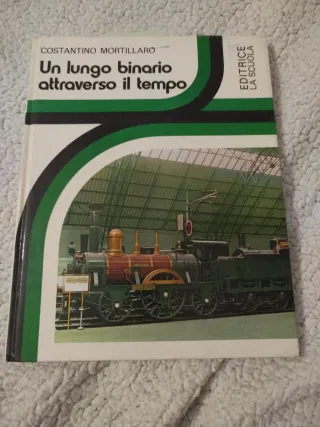 COSTANTINO MORTILLARO
Un lungo binario
attraverso il tempo
EDITRICE
LA SCUOLA